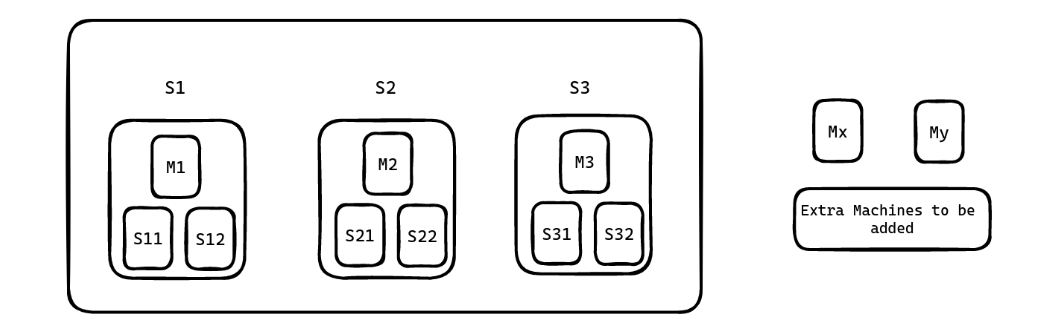 S1
S2
S3
M1
S11
S12
M2
S21
S22
M3
S31
S32
Mx
My
Extra Machines to be
added